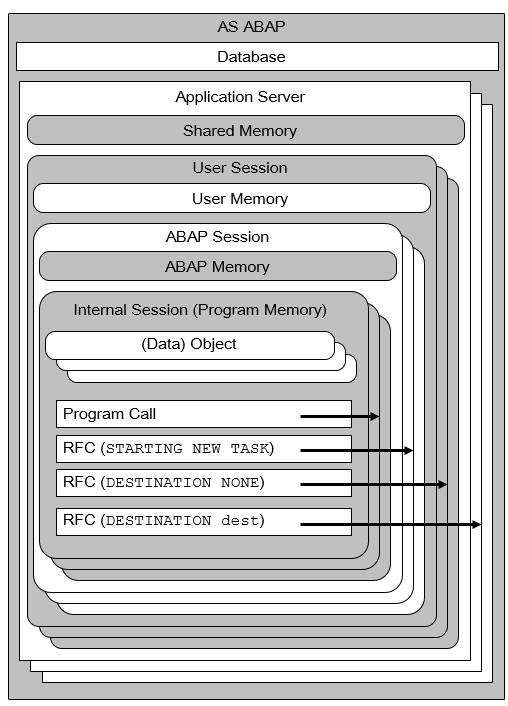 AS ABAP
Database
Application Server
Shared Memory
User Session
User Memory
ABAP Session
ABAP Memory
Internal Session (Program Memory)
(Data) Object
Program Call
RFC (STARTING NEW TASK)
RFC (DESTINATION NONE)
RFC (DESTINATION dest)